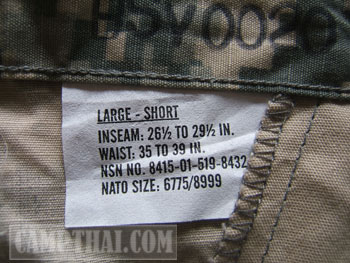 BSV0020
LARGE - SHORT
INSEAM: 26½ TO 29½ IN.
WAIST: 35 TO 39 IN.
NSN NO. 8415-01-519-8432
NATO SIZE: 6775/8999
CAMOTHAI.COM